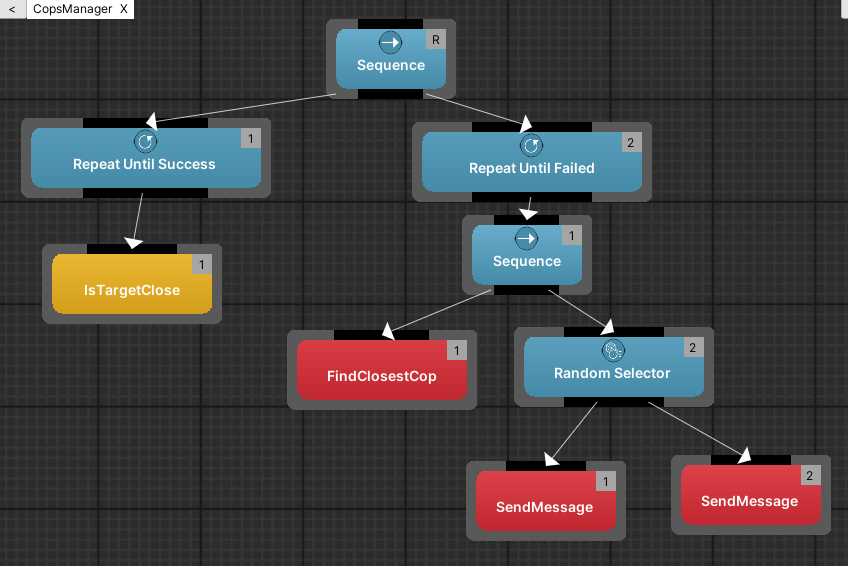 < CopsManager X
R
Sequence
1
Repeat Until Success
2
Repeat Until Failed
1
IsTargetClose
1
Sequence
1
FindClosestCop
2
Random Selector
1
SendMessage
2
SendMessage